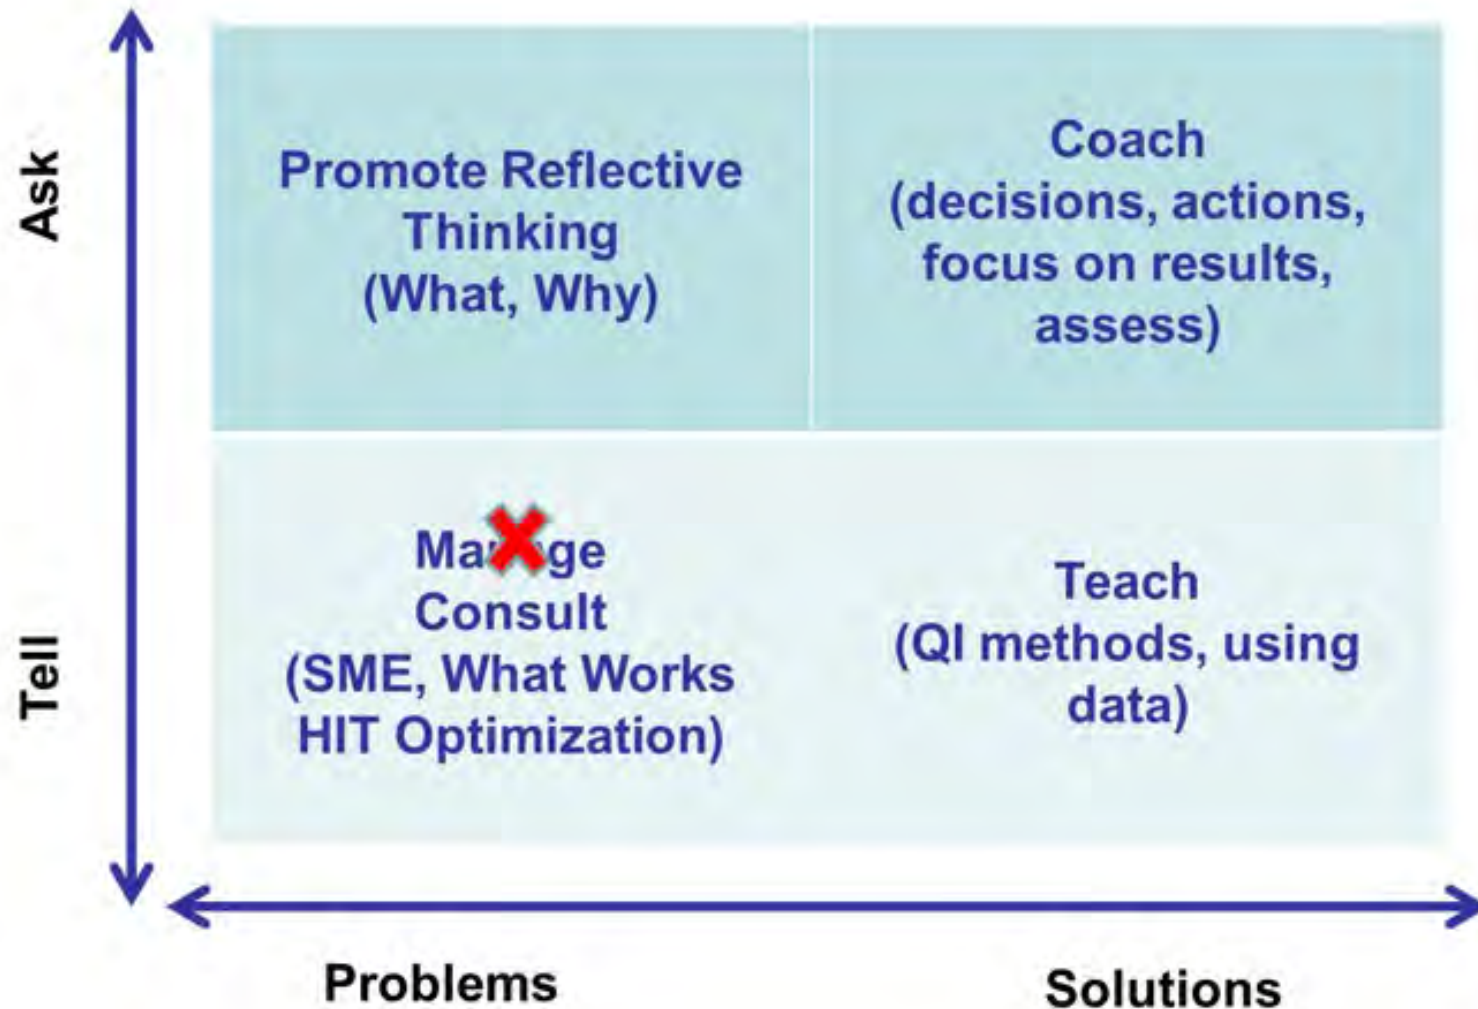 Ask
Promote Reflective
Thinking
(What, Why)
Coach
(decisions, actions,
focus on results,
assess)
Tell
Consult
(SME, What Works
HIT Optimization)
Teach
(QI methods, using
data)
Problems
Solutions